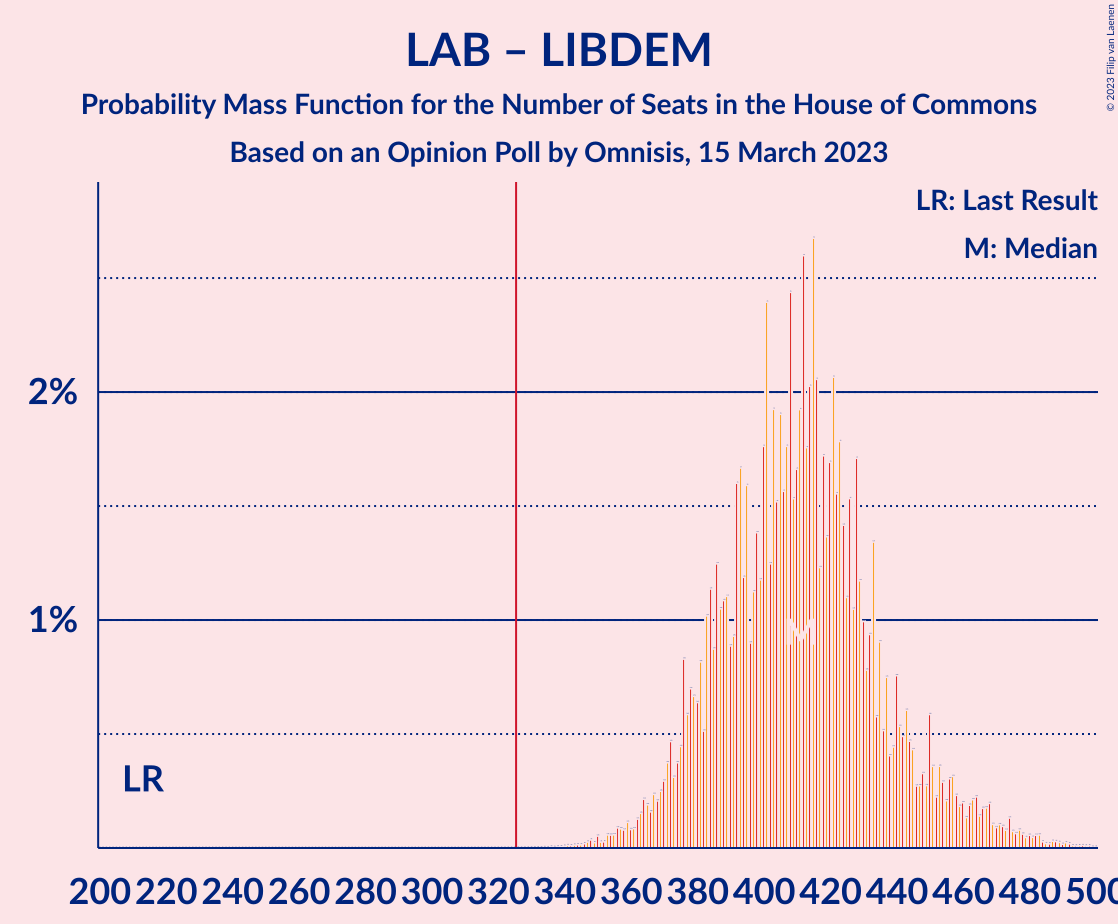 LAB – LIBDEM
Probability Mass Function for the Number of Seats in the House of Commons
Based on an Opinion Poll by Omnisis, 15 March 2023
© 2023 Filip van Laenen
LR: Last Result
M: Median
2%
1%
LR
M
200 220 240 260 280 300 320 340 360 380 400 420 440 460 480 500